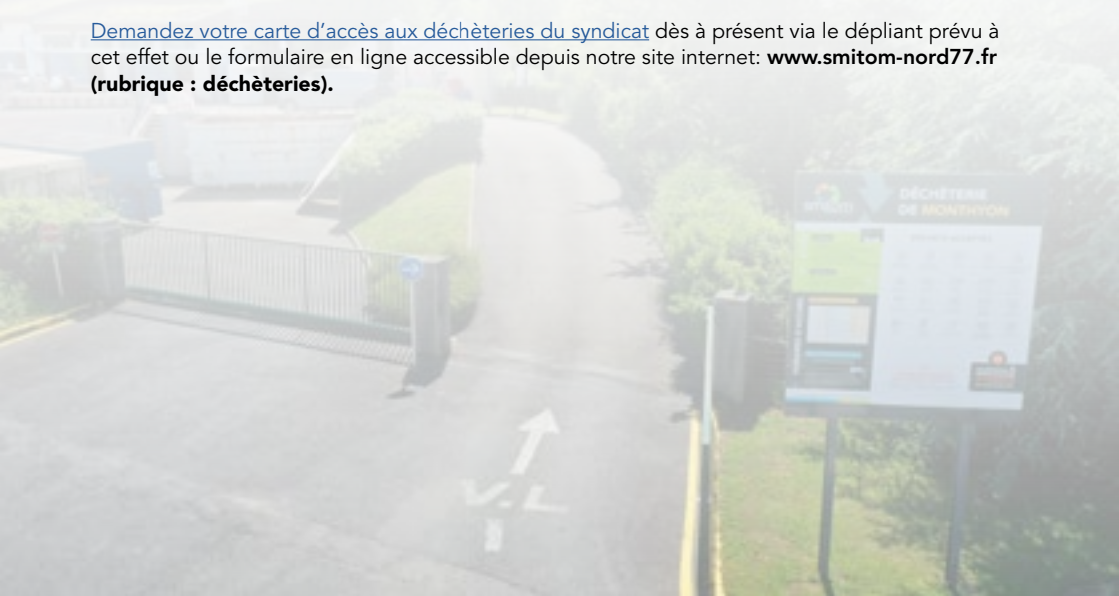 Demandez votre carte d’accès aux déchèteries du syndicat dès à présent via le dépliant prévu à
cet effet ou le formulaire en ligne accessible depuis notre site internet: www.smitom-nord77.fr
(rubrique : déchèteries).
smitom
DÉCHÈTERIE
DE MONTHYON
V.L